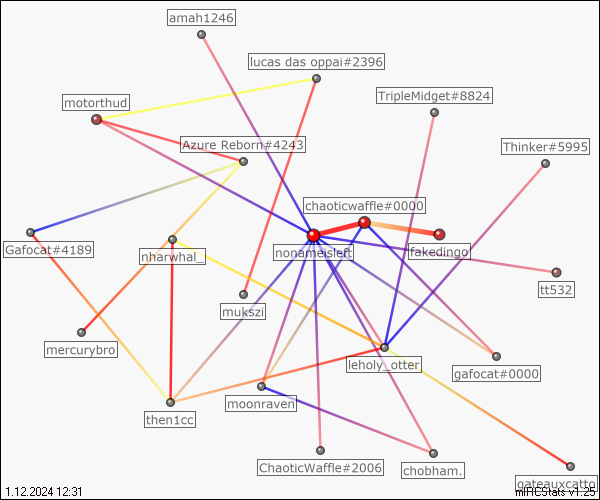 amah1246
lucas das oppai#2396
motorthud
TripleMidget#8824
Azure Reborn#4243
Thinker#5995
chaoticwaffle#0000
Gafocat#4189
nharwhal_
nonameisleft
fakedingo
tt532
mukszi
mercurybro
leholy_otter
gafocat#0000
moonraven
then1cc
ChaoticWaffle#2006
chobham.
gateauxcatto
1.12.2024 12:31
mIRCStats v1.25